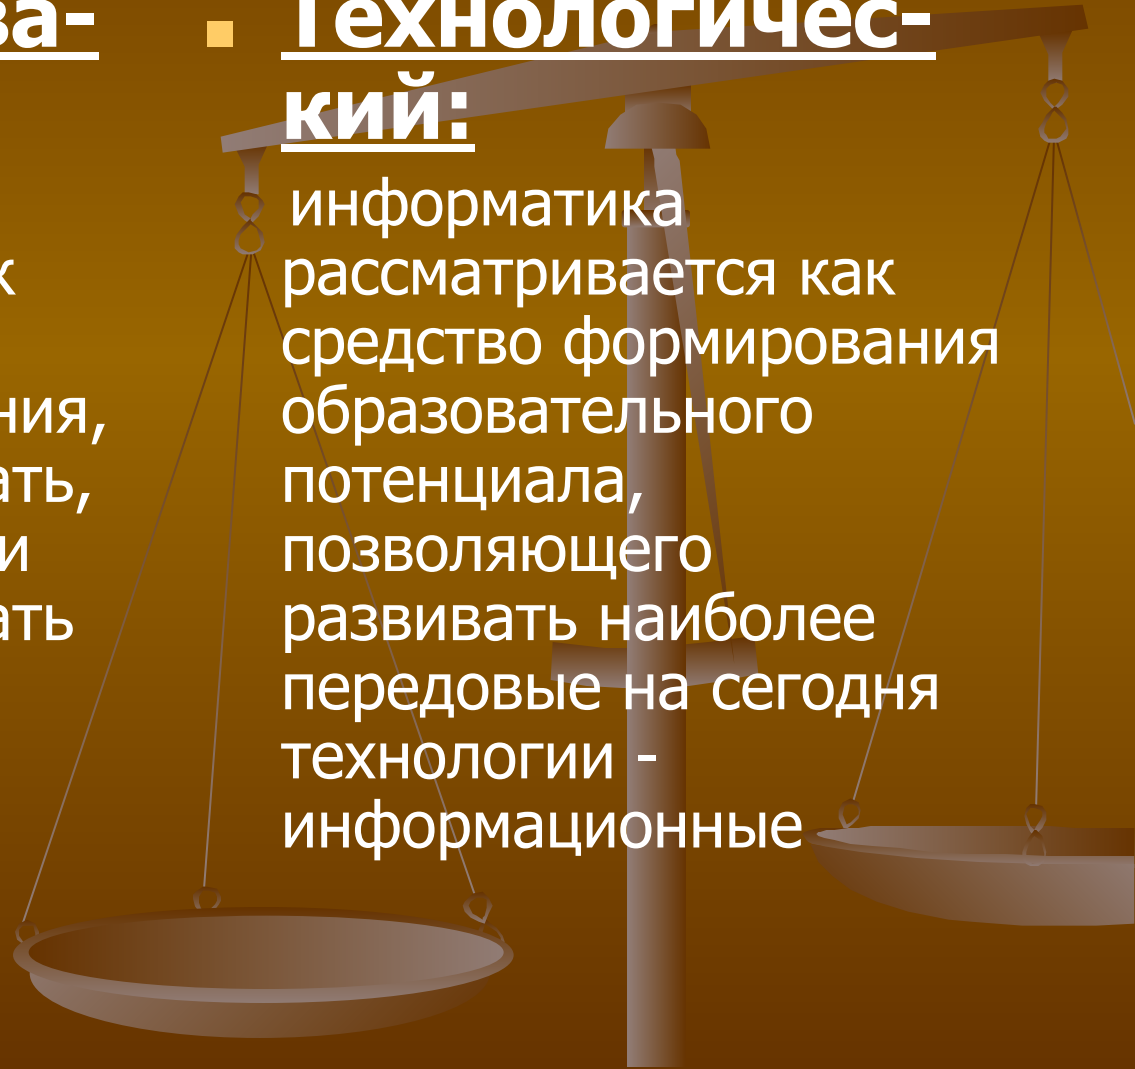 Технологичес-
кий:
информатика
рассматривается как
средство формирования
образовательного
потенциала,
позволяющего
развивать наиболее
передовые на сегодня
технологии -
информационные